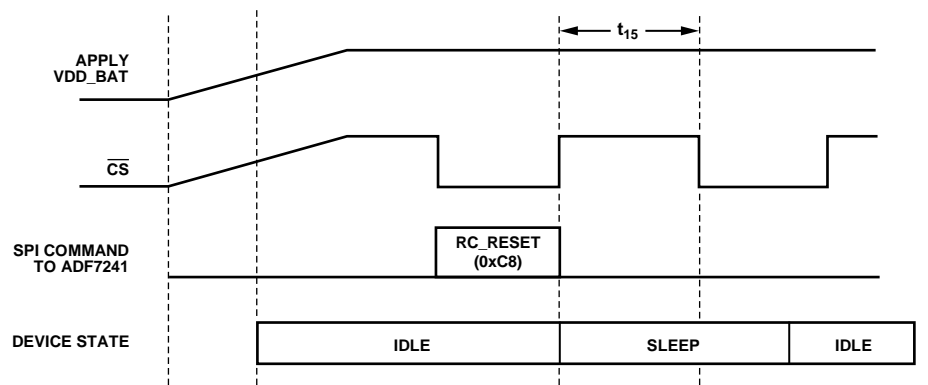 t15
APPLY
VDD_BAT
CS
SPI COMMAND
TO ADF7241
RC_RESET
(0xC8)
DEVICE STATE
IDLE
SLEEP
IDLE